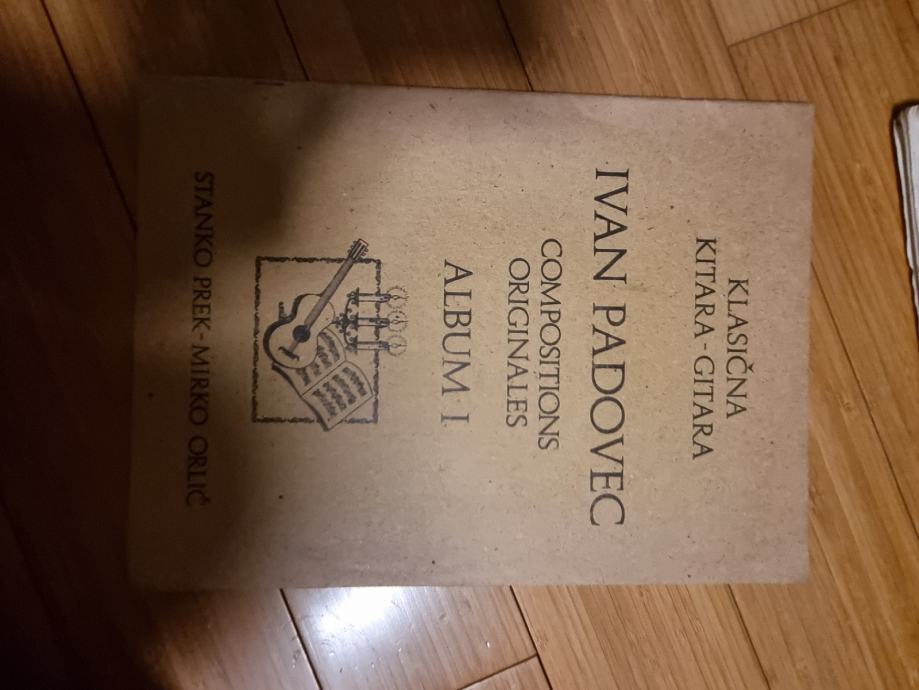 KLASIČNA
KITARA - GITARA
IVAN PADOVEC
COMPOSITIONS
ORIGINALES
ALBUM I
STANKO PREK - MIRKO ORLIĆ